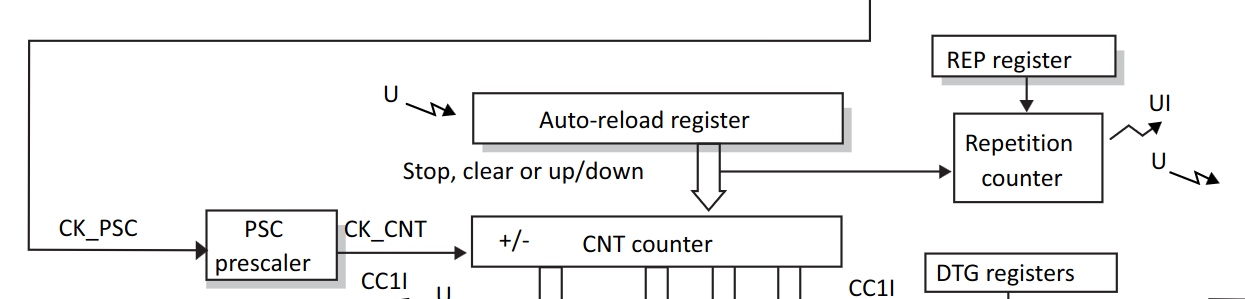 REP register
U
UI
Auto-reload register
Repetition
counter
U
Stop, clear or up/down
CK_PSC
PSC
prescaler
CK_CNT
+/-
CNT counter
CC1I
U
CC1I
DTG registers